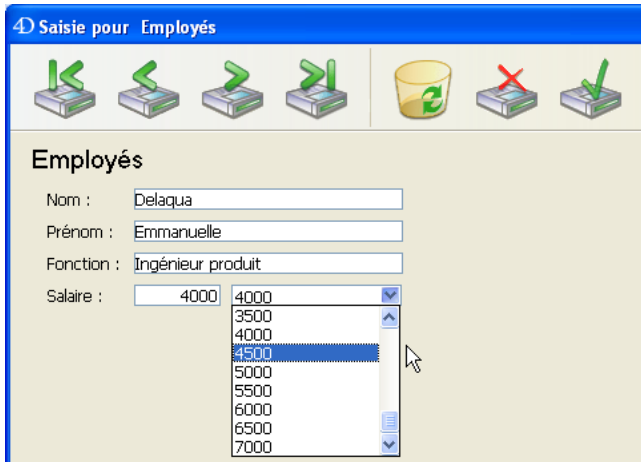 4D Saisie pour Employés
Employés
Nom : Delaqua
Prénom : Emmanuelle
Fonction : Ingénieur produit
Salaire : 4000 4000
3500
4000
4500
5000
5500
6000
6500
7000